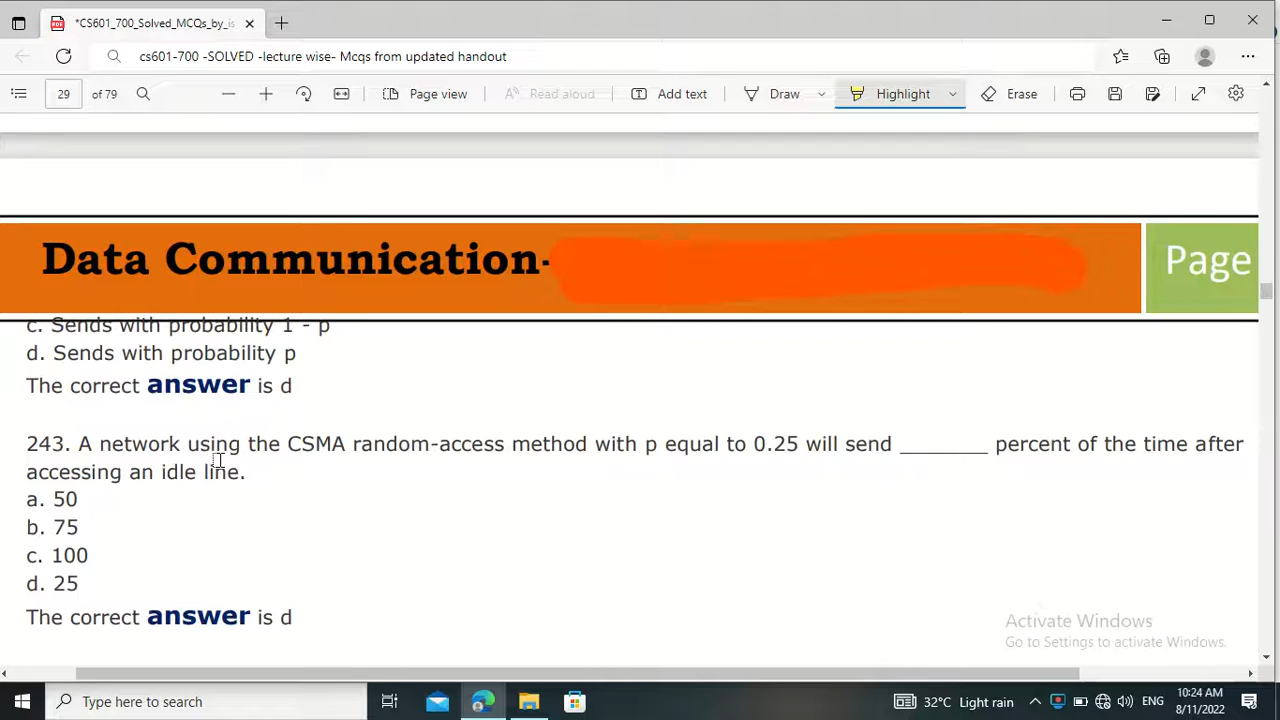 *CS601_700_Solved_MCQs_by_is
cs601-700 -SOLVED -lecture wise- Mcqs from updated handout
29 of 79 Page view Read aloud Add text Draw Highlight Erase
Data Communication- Page
c. Sends with probability 1 - p
d. Sends with probability p
The correct answer is d
243. A network using the CSMA random-access method with p equal to 0.25 will send ________ percent of the time after
accessing an idle line.
a. 50
b. 75
c. 100
d. 25
The correct answer is d
Activate Windows
Go to Settings to activate Windows.
Type here to search 32°C Light rain ENG 10:24 AM
8/11/2022